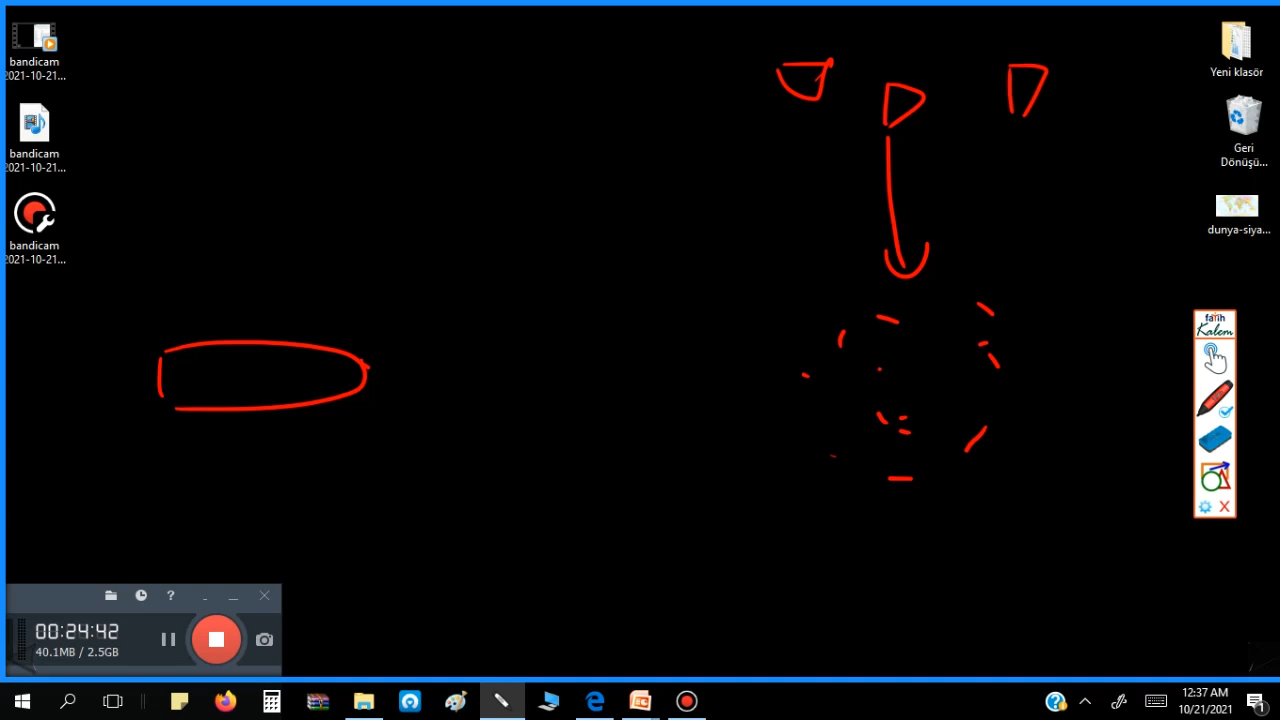 bandicam
2021-10-21...
bandicam
2021-10-21...
bandicam
2021-10-21...
Yeni klasör
Geri
Dönüşü...
dunya-siya...
fatih
Kalem
00:24:42
40.1MB / 2.5GB
12:37 AM
10/21/2021
1